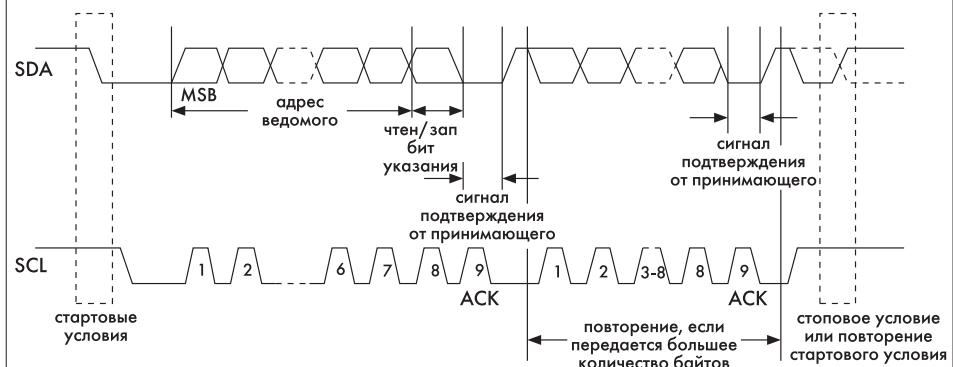 SDA
MSB
адрес
ведомого
чтен/зап
бит
указания
сигнал
подтверждения
от принимающего
сигнал
подтверждения
от принимающего
SCL
1
2
6
7
8
9
1
2
3-8
8
9
ACK
ACK
стартовые
условия
повторение, если
передается большее
количество байтов
стоповое условие
или повторение
стартового условия